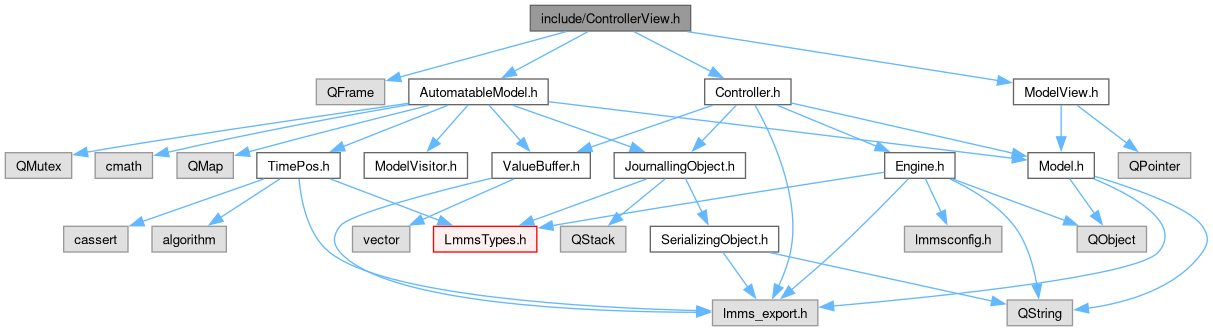 include/ControllerView.h
QFrame
AutomatableModel.h
Controller.h
ModelView.h
QMutex
cmath
QMap
TimePos.h
ModelVisitor.h
ValueBuffer.h
JournallingObject.h
Engine.h
Model.h
QPointer
cassert
algorithm
vector
LmmsTypes.h
QStack
SerializingObject.h
lmmsconfig.h
QObject
lmms_export.h
QString